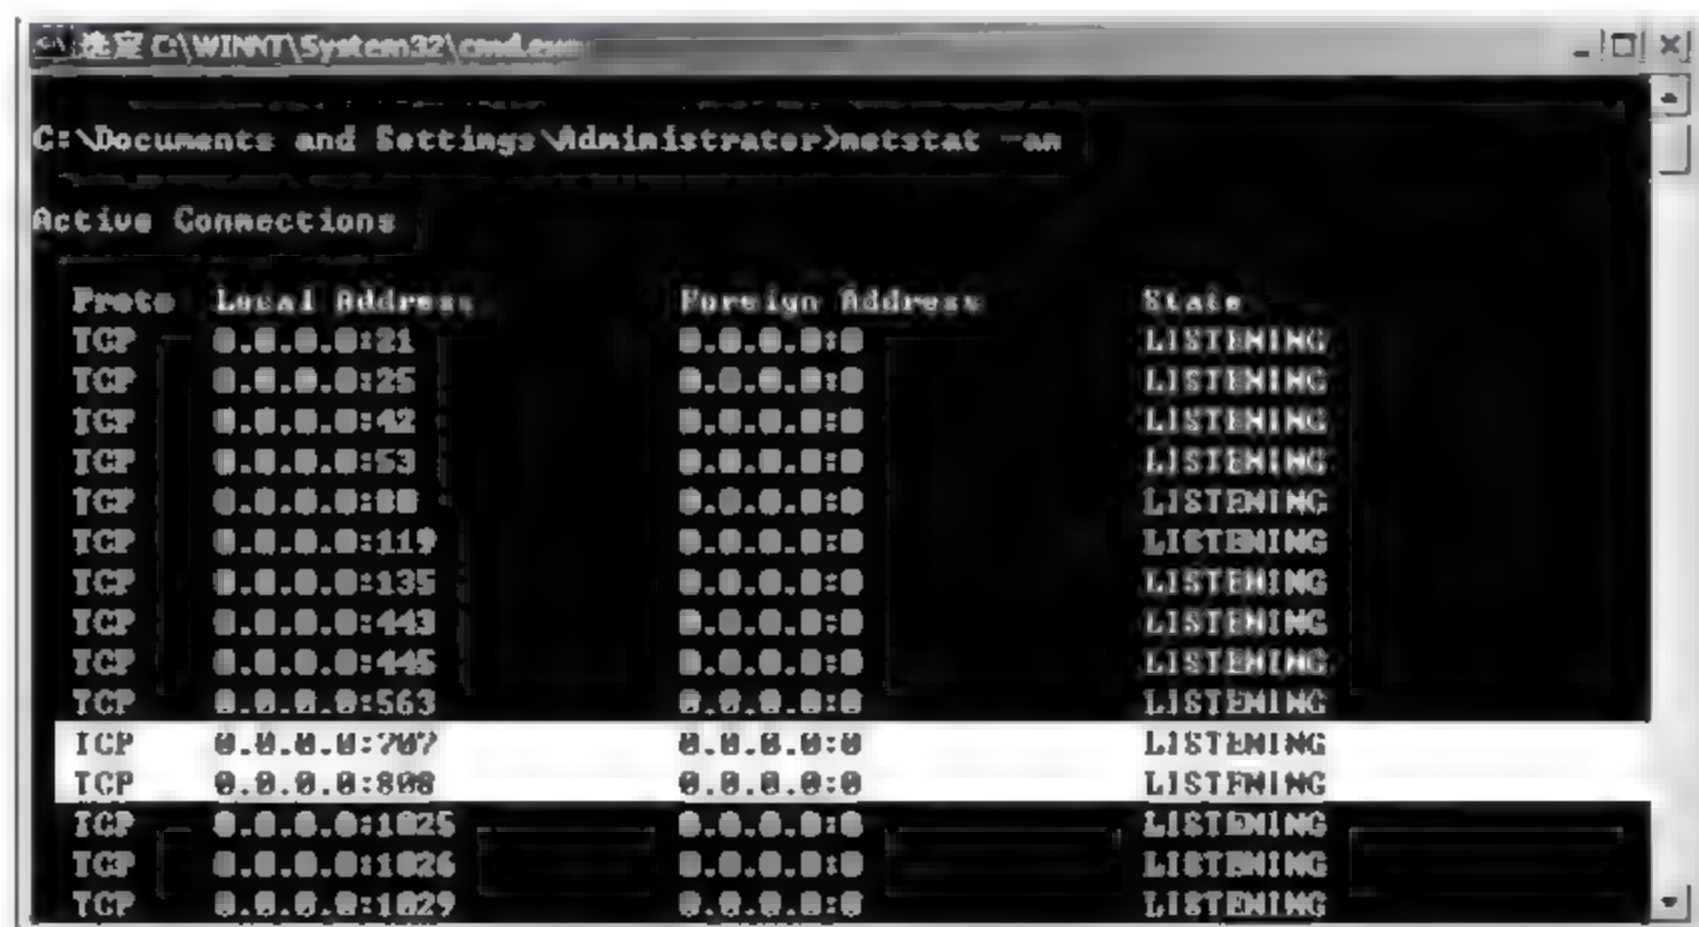 选定 C:\WINNT\System32\cmd.exe
C:\Documents and Settings\Administrator>netstat -an
Active Connections
Proto Local Address Foreign Address State
TCP 0.0.0.0:21 0.0.0.0:0 LISTENING
TCP 0.0.0.0:25 0.0.0.0:0 LISTENING
TCP 0.0.0.0:42 0.0.0.0:0 LISTENING
TCP 0.0.0.0:53 0.0.0.0:0 LISTENING
TCP 0.0.0.0:80 0.0.0.0:0 LISTENING
TCP 0.0.0.0:119 0.0.0.0:0 LISTENING
TCP 0.0.0.0:135 0.0.0.0:0 LISTENING
TCP 0.0.0.0:443 0.0.0.0:0 LISTENING
TCP 0.0.0.0:445 0.0.0.0:0 LISTENING
TCP 0.0.0.0:563 0.0.0.0:0 LISTENING
TCP 0.0.0.0:707 0.0.0.0:0 LISTENING
TCP 0.0.0.0:808 0.0.0.0:0 LISTENING
TCP 0.0.0.0:1025 0.0.0.0:0 LISTENING
TCP 0.0.0.0:1026 0.0.0.0:0 LISTENING
TCP 0.0.0.0:1029 0.0.0.0:0 LISTENING